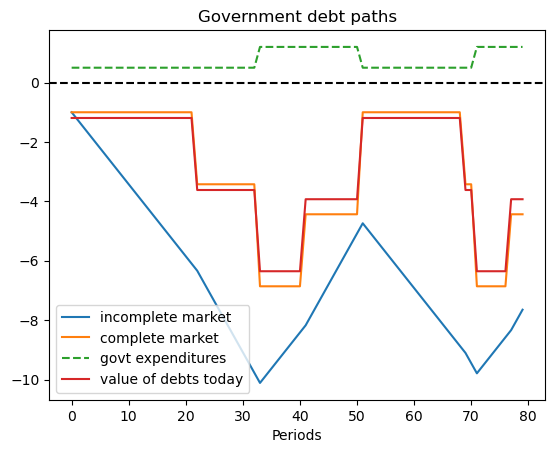 Government debt paths
0
−2
−4
−6
−8
−10
incomplete market
complete market
govt expenditures
value of debts today
0 10 20 30 40 50 60 70 80
Periods